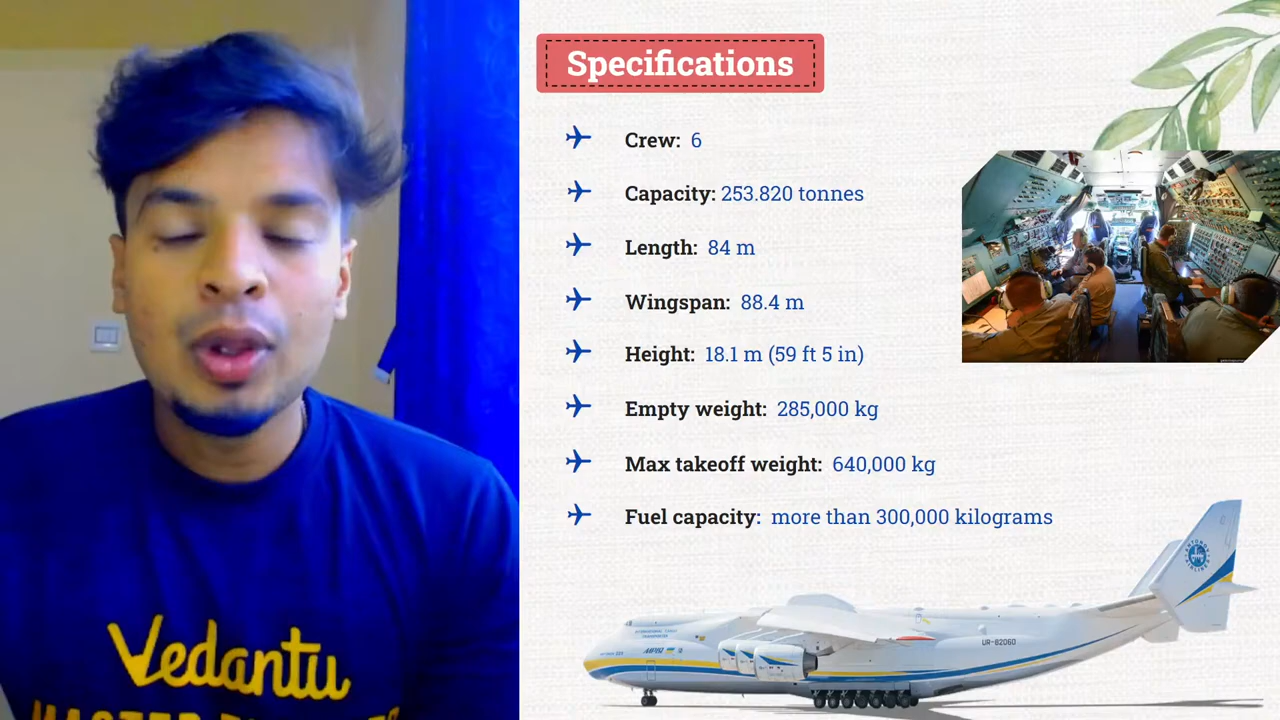 Specifications
Crew: 6
Capacity: 253.820 tonnes
Length: 84 m
Wingspan: 88.4 m
Height: 18.1 m (59 ft 5 in)
Empty weight: 285,000 kg
Max takeoff weight: 640,000 kg
Fuel capacity: more than 300,000 kilograms
UR-82060
Vedantu